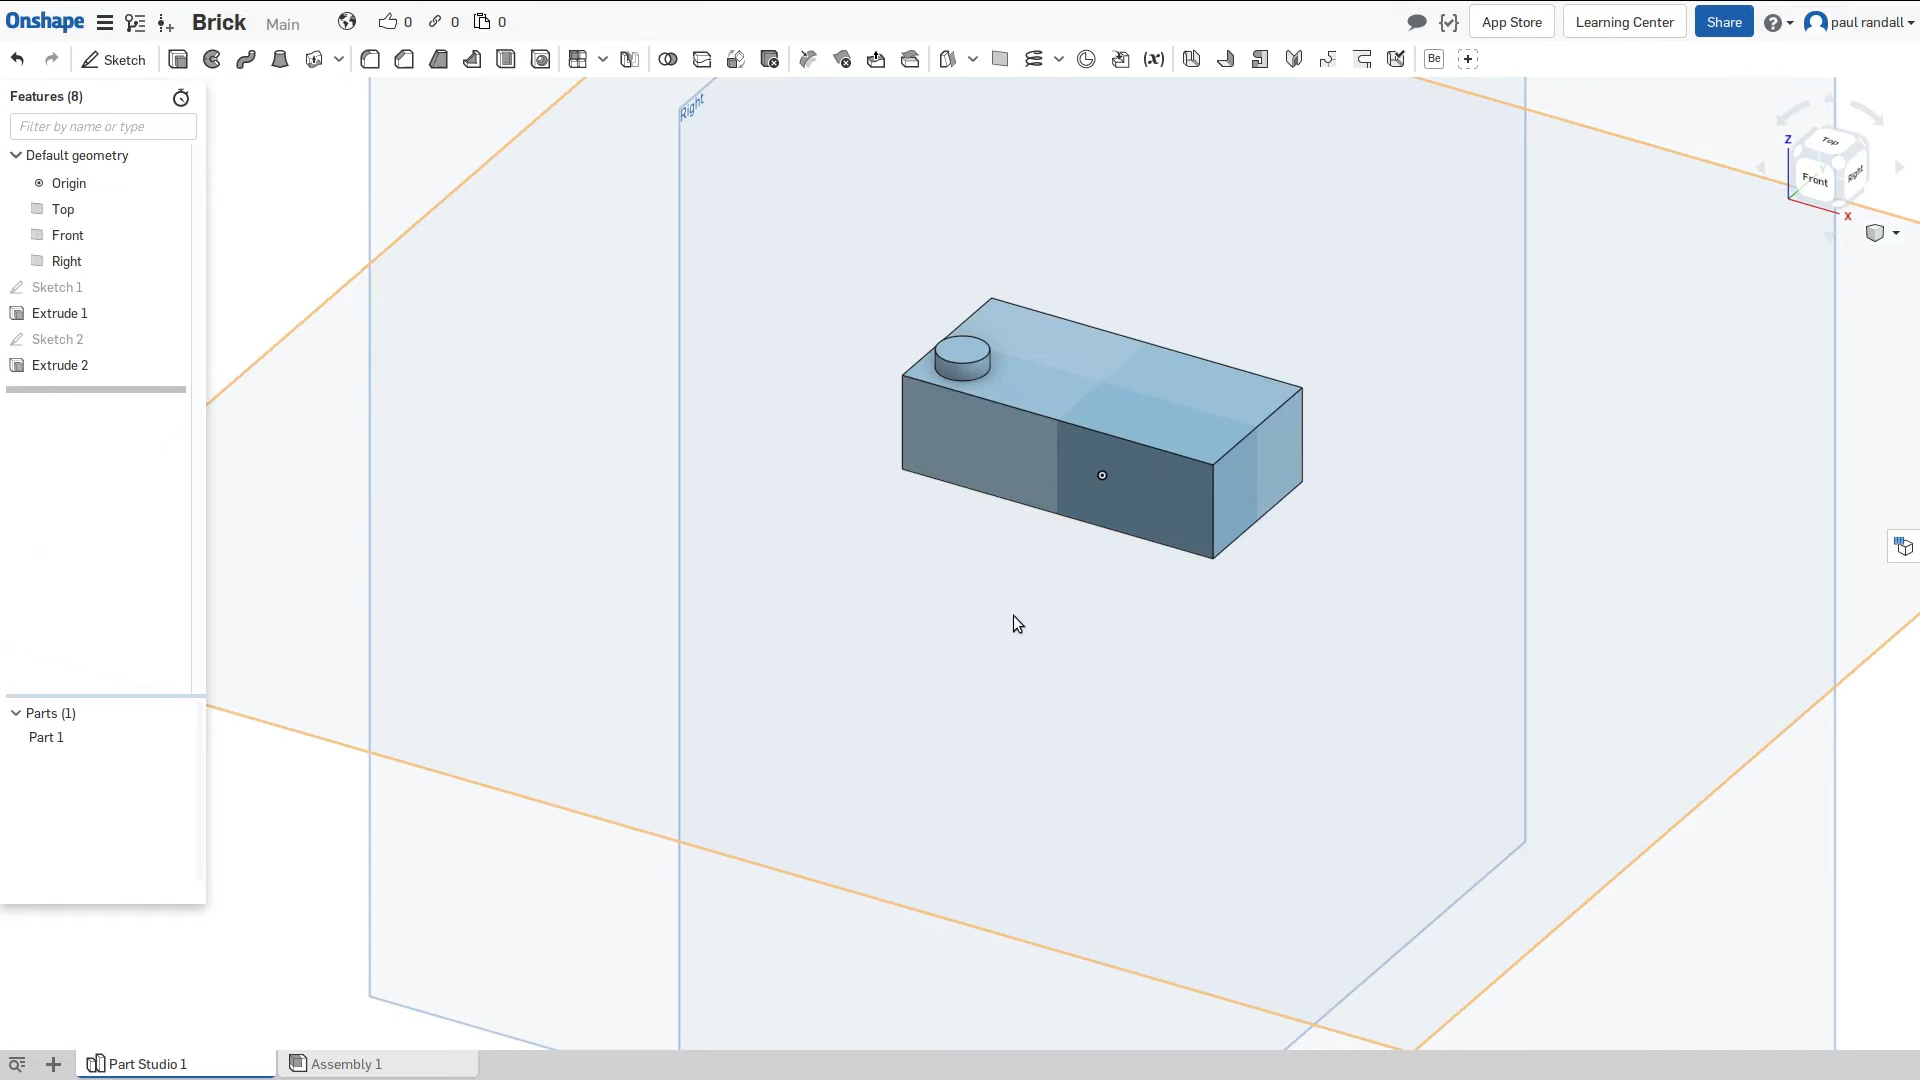 Onshape Brick Main 0 0 0 App Store Learning Center Share paul randall
Sketch (x) Be
Features (8)
Filter by name or type
Default geometry
Origin
Top
Front
Right
Sketch 1
Extrude 1
Sketch 2
Extrude 2
Parts (1)
Part 1
Right
Z
Top
Front
Right
X
Part Studio 1
Assembly 1